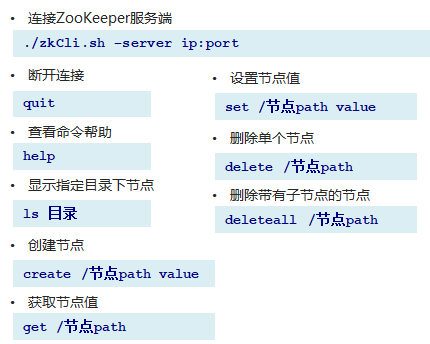 • 连接ZooKeeper服务端
./zkCli.sh –server ip:port
• 断开连接
quit
• 查看命令帮助
help
• 显示指定目录下节点
ls 目录
• 创建节点
create /节点path value
• 获取节点值
get /节点path
• 设置节点值
set /节点path value
• 删除单个节点
delete /节点path
• 删除带有子节点的节点
deleteall /节点path